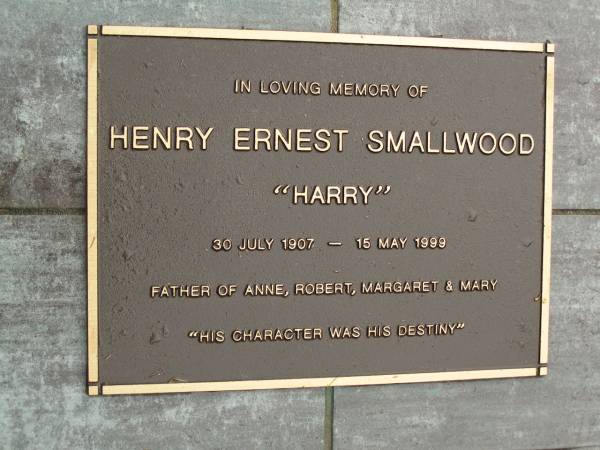 IN LOVING MEMORY OF
HENRY ERNEST SMALLWOOD
“HARRY”
30 JULY 1907 — 15 MAY 1999
FATHER OF ANNE, ROBERT, MARGARET & MARY
“HIS CHARACTER WAS HIS DESTINY”